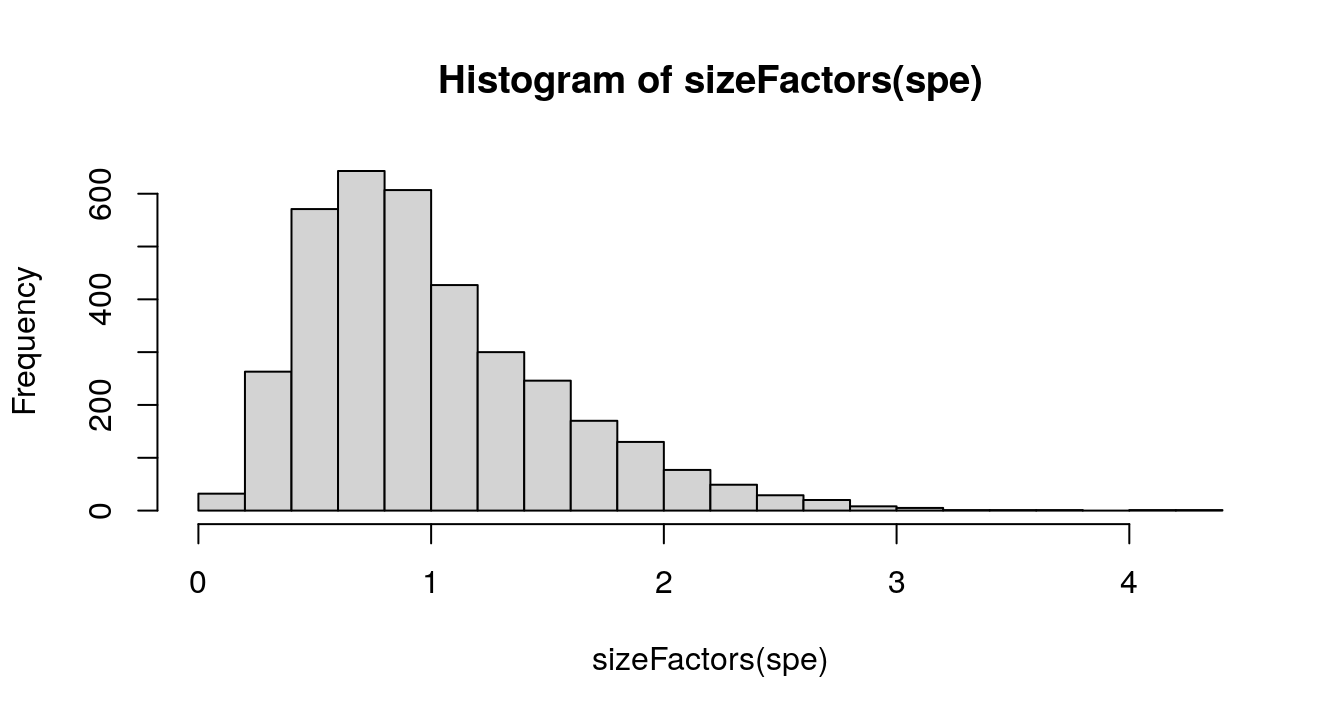 Histogram of sizeFactors(spe)
Frequency
600
400
200
0
0 1 2 3 4
sizeFactors(spe)